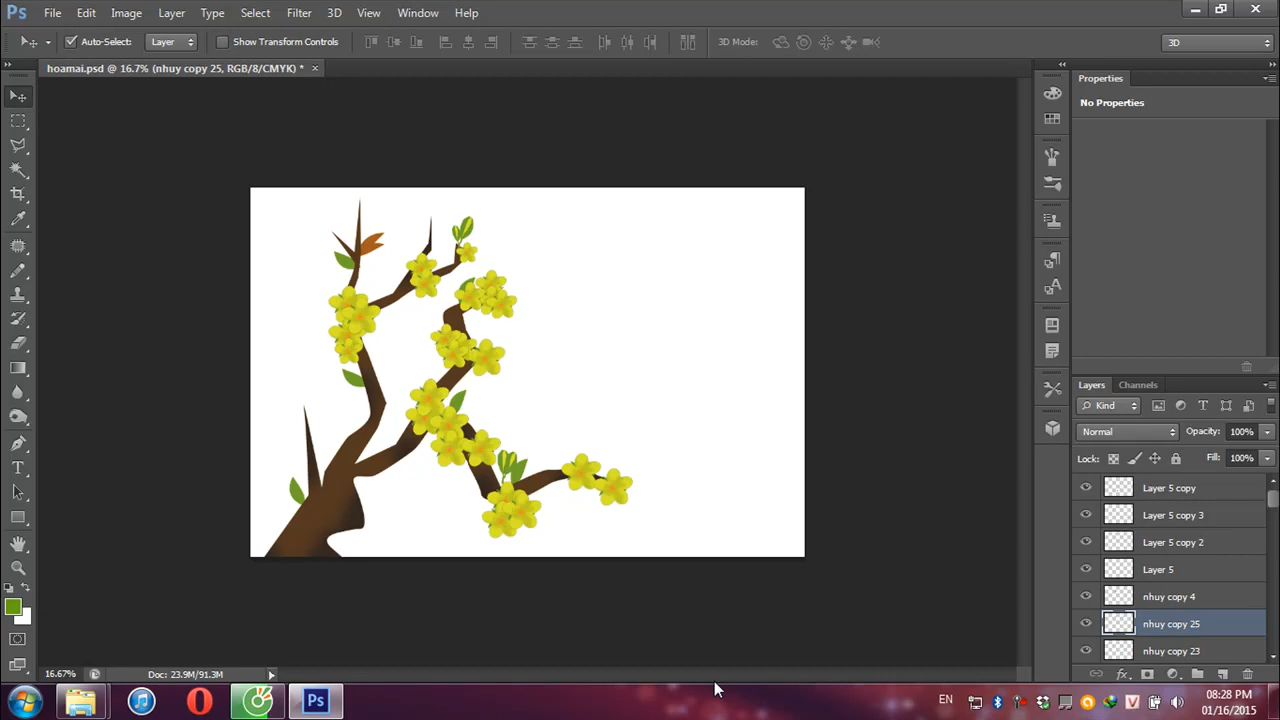 Ps File Edit Image Layer Type Select Filter 3D View Window Help
Auto-Select: Layer Show Transform Controls 3D Mode: 3D
hoamai.psd @ 16.7% (nhuy copy 25, RGB/8/CMYK) *
Properties
No Properties
Layers Channels
Kind
Normal Opacity: 100%
Lock: Fill: 100%
Layer 5 copy
Layer 5 copy 3
Layer 5 copy 2
Layer 5
nhuy copy 4
nhuy copy 25
nhuy copy 23
16.67% Doc: 23.9M/91.3M
Ps
EN
08:28 PM
01/16/2015